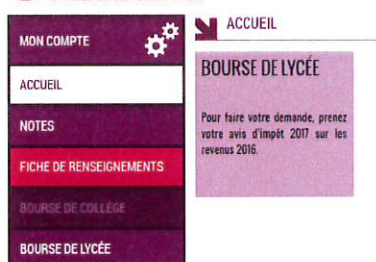 MON COMPTE
ACCUEIL
NOTES
FICHE DE RENSEIGNEMENTS
BOURSE DE COLLÈGE
BOURSE DE LYCÉE
ACCUEIL
BOURSE DE LYCÉE
Pour faire votre demande, prenez
votre avis d'impôt 2017 sur les
revenus 2016.